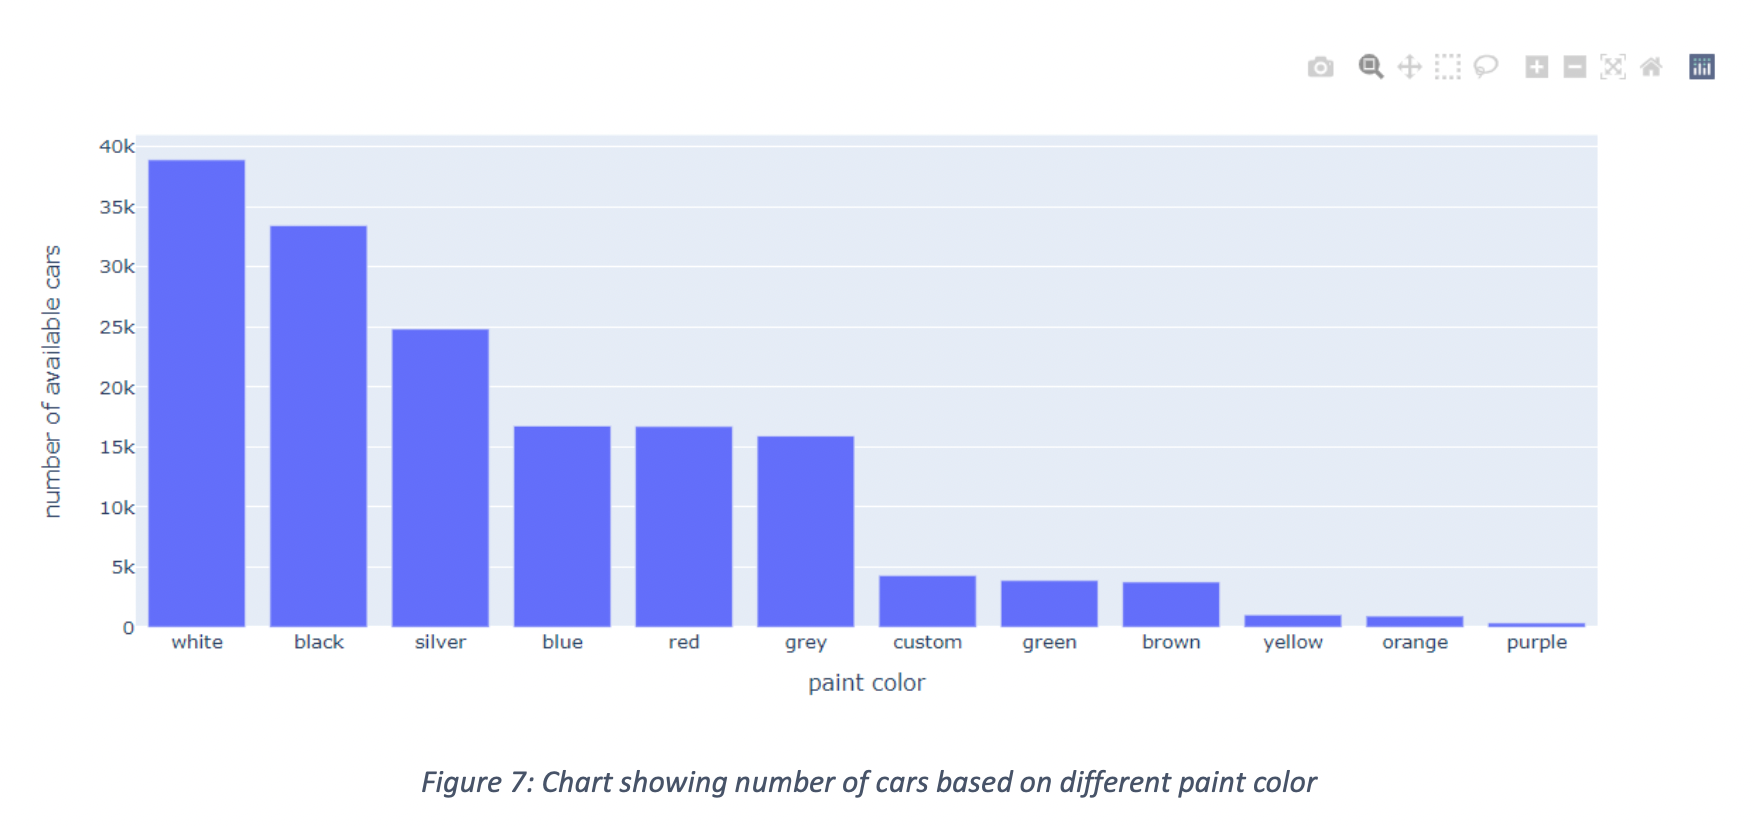 40k
35k
30k
25k
20k
15k
10k
5k
0
number of available cars
white black silver blue red grey custom green brown yellow orange purple
paint color
Figure 7: Chart showing number of cars based on different paint color